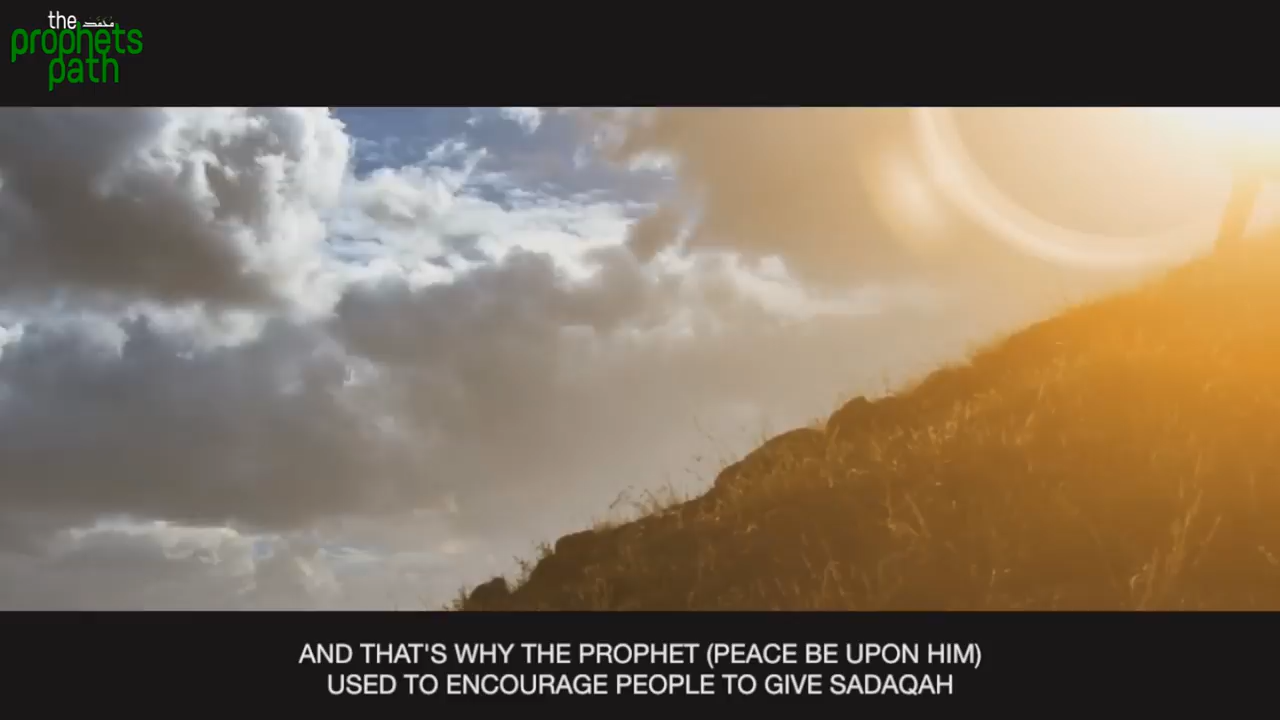 the محمد
prophets
path
AND THAT'S WHY THE PROPHET (PEACE BE UPON HIM)
USED TO ENCOURAGE PEOPLE TO GIVE SADAQAH